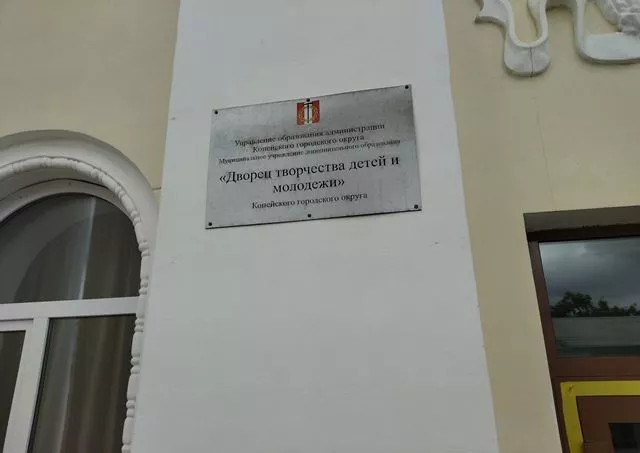 Управление образования администрации
Копейского городского округа
Муниципальное учреждение дополнительного образования
«Дворец творчества детей и
молодежи»
Копейского городского округа